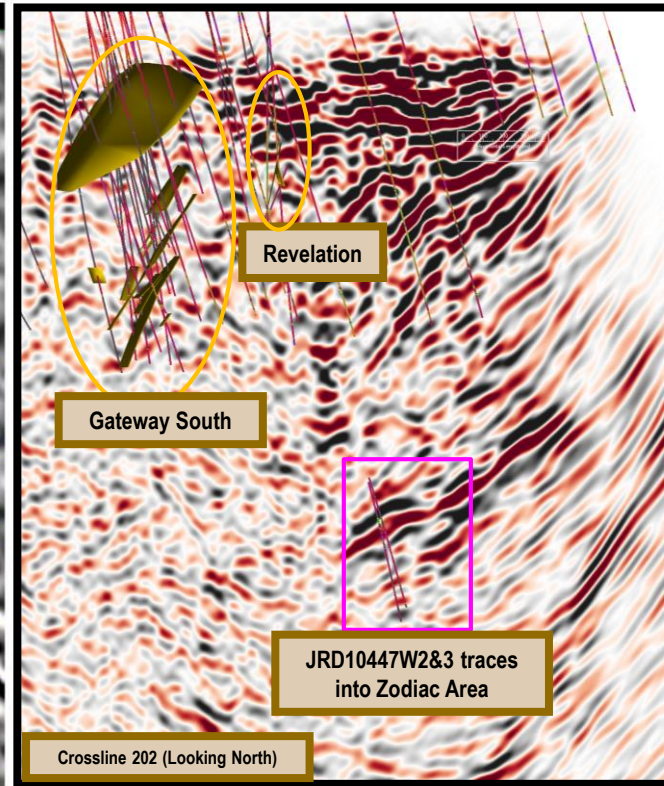 Revelation
Gateway South
JRD10447W2&3 traces
into Zodiac Area
Crossline 202 (Looking North)